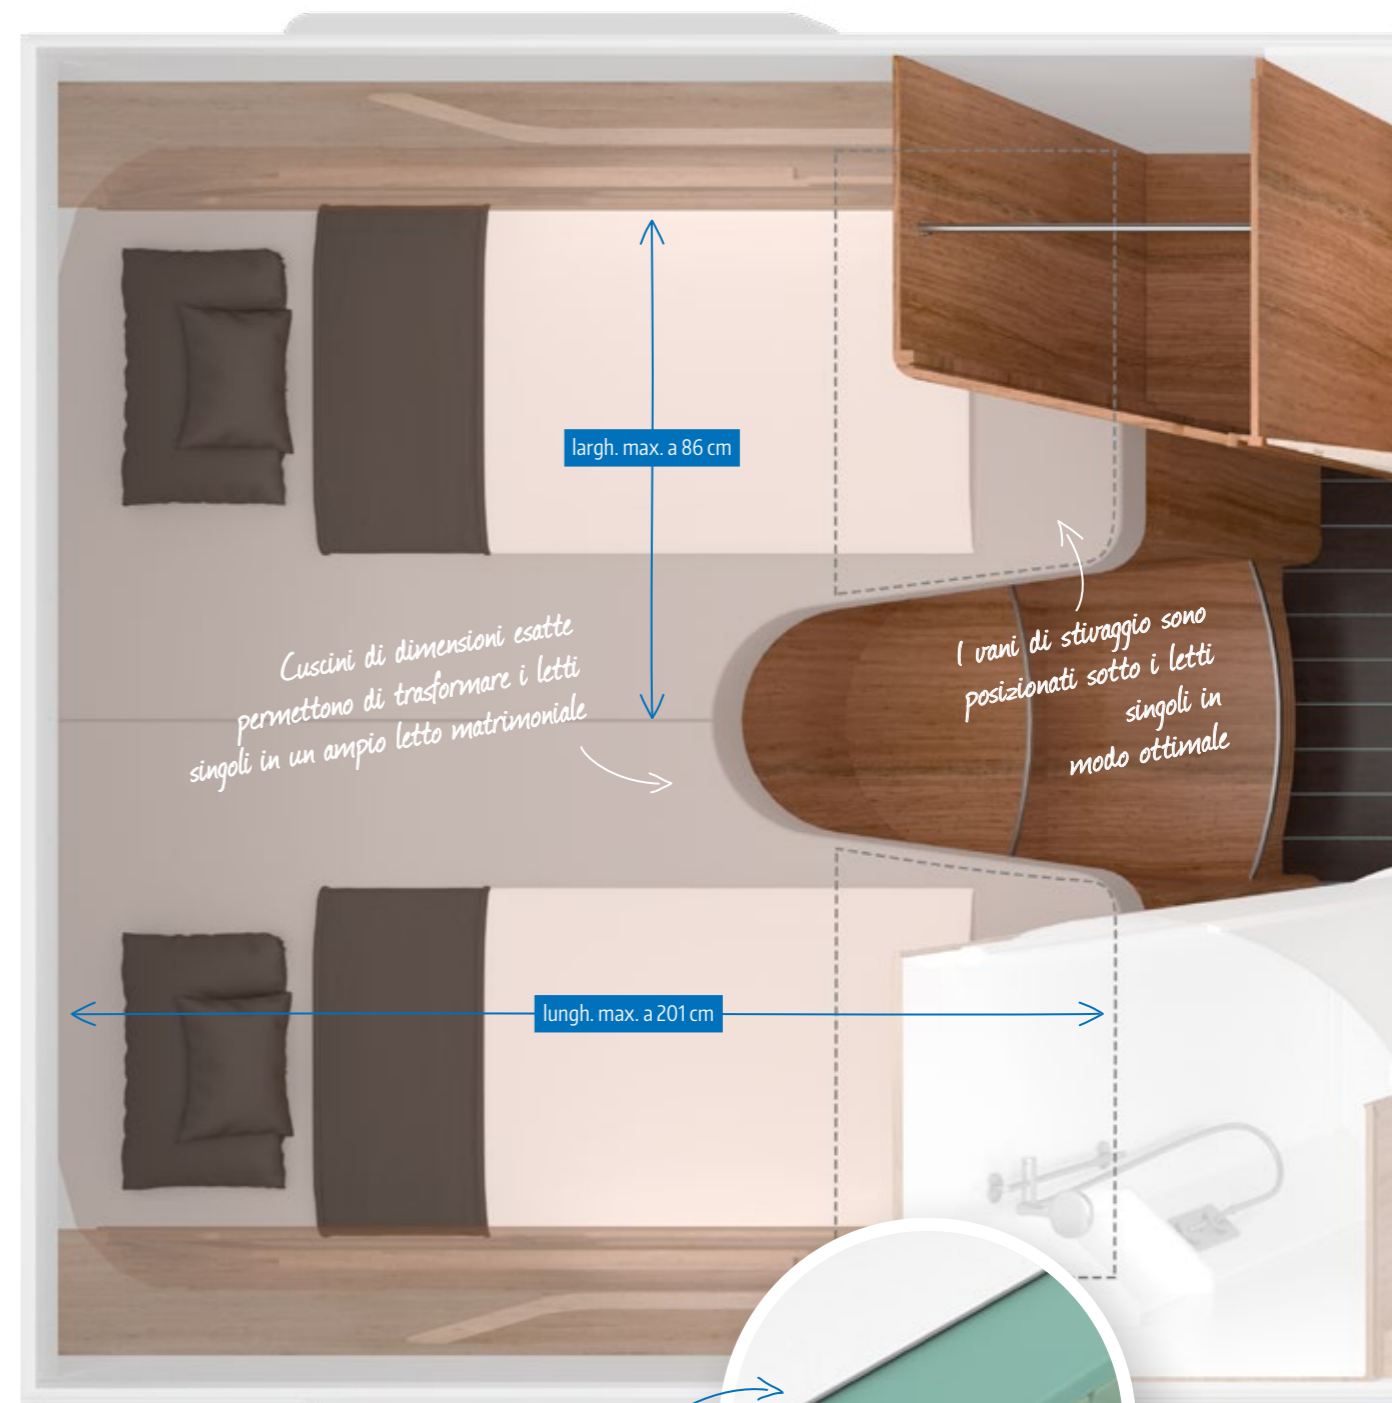 largh. max. a 86 cm
Cuscini di dimensioni esatte
permettono di trasformare i letti
singoli in un ampio letto matrimoniale
I vani di stivaggio sono
posizionati sotto i letti
singoli in
modo ottimale
lungh. max. a 201 cm